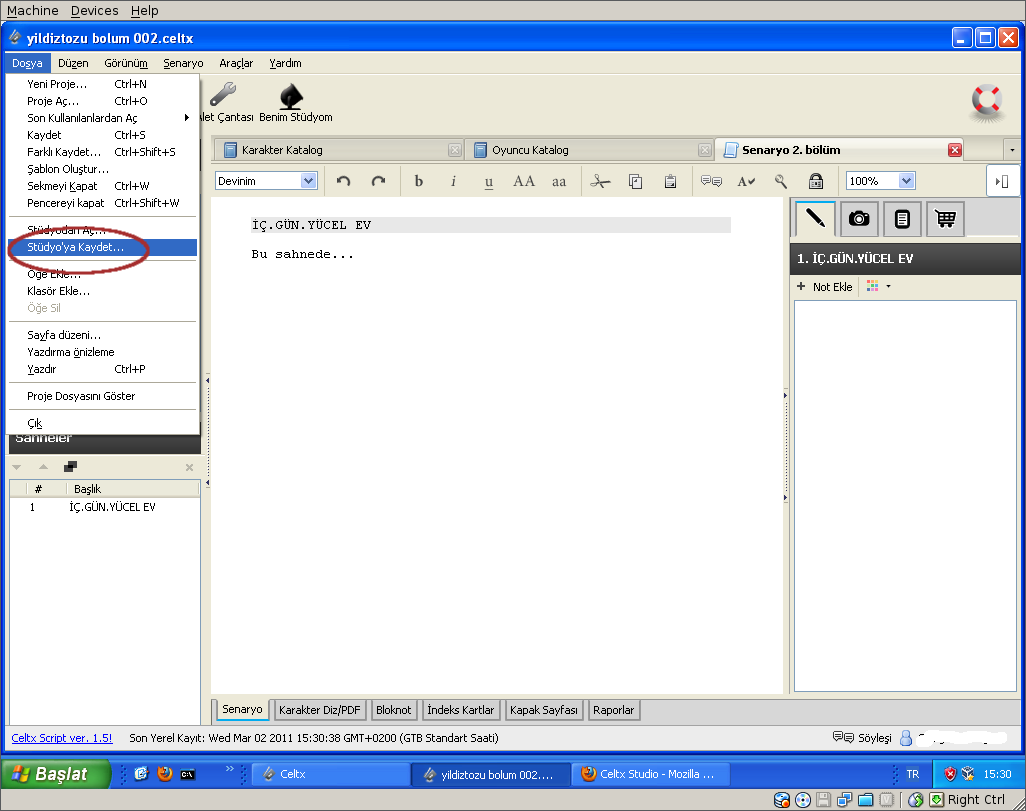 Machine Devices Help
yildiztozu bolum 002.celtx
Dosya Düzen Görünüm Senaryo Araçlar Yardım
Yeni Proje... Ctrl+N
Proje Aç... Ctrl+O
Son Kullanılanlardan Aç
Kaydet Ctrl+S
Farklı Kaydet... Ctrl+Shift+S
Şablon Oluştur...
Sekmeyi Kapat Ctrl+W
Pencereyi kapat Ctrl+Shift+W
Stüdyodan Aç...
Stüdyo'ya Kaydet...
Öğe Ekle...
Klasör Ekle...
Öğe Sil
Sayfa düzeni...
Yazdırma önizleme
Yazdır Ctrl+P
Proje Dosyasını Göster
Çık
let Çantası Benim Stüdyom
Karakter Katalog Oyuncu Katalog Senaryo 2. bölüm
Devinim b i u AA aa A 100%
İÇ.GÜN.YÜCEL EV
Bu sahnede...
1. İÇ.GÜN.YÜCEL EV
+ Not Ekle
Sahneler
# Başlık
1 İÇ.GÜN.YÜCEL EV
Senaryo Karakter Diz/PDF Bloknot İndeks Kartlar Kapak Sayfası Raporlar
Celtx Script ver. 1.5! Son Yerel Kayıt: Wed Mar 02 2011 15:30:38 GMT+0200 (GTB Standart Saati) Söyleşi
Başlat C:\ » Celtx yildiztozu bolum 002.... Celtx Studio - Mozilla ... TR 15:30
Right Ctrl